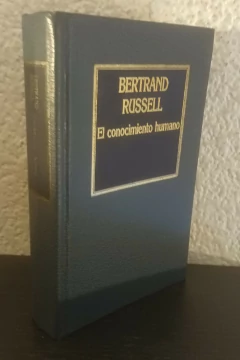 BERTRAND
RUSSELL
El conocimiento humano